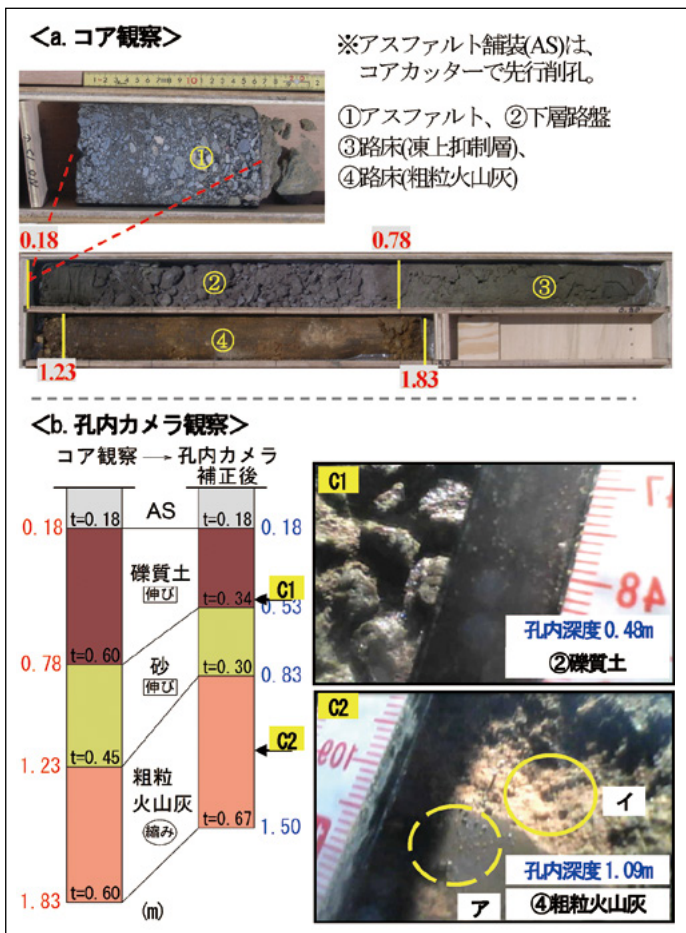 <a. コア観察>
※アスファルト舗装(AS)は、
コアカッターで先行削孔。
①アスファルト、②下層路盤
③路床(凍上抑制層)、
④路床(粗粒火山灰)
①
0.18
0.78
②
③
④
1.23
1.83
<b. 孔内カメラ観察>
コア観察 → 孔内カメラ
補正後
t=0.18
AS
t=0.18
0.18
0.18
礫質土
伸び
C1
t=0.34
0.53
t=0.60
0.78
砂
伸び
t=0.30
0.83
C2
t=0.45
1.23
粗粒
火山灰
縮み
t=0.67
1.50
t=0.60
1.83
(m)
C1
47
48
孔内深度0.48m
②礫質土
C2
109
イ
ア
孔内深度1.09m
④粗粒火山灰